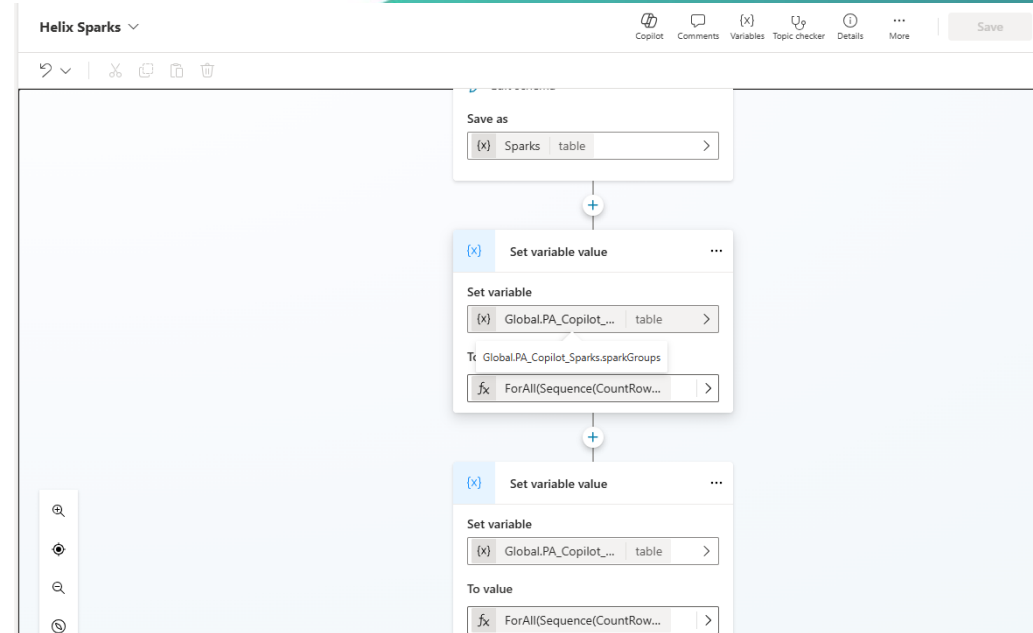 Helix Sparks
Copilot
Comments
{x}
Variables
Topic checker
Details
More
Save
Save as
{x} Sparks table
{x} Set variable value
Set variable
{x} Global.PA_Copilot_... table
Global.PA_Copilot_Sparks.sparkGroups
fx ForAll(Sequence(CountRow...
{x} Set variable value
Set variable
{x} Global.PA_Copilot_... table
To value
fx ForAll(Sequence(CountRow...